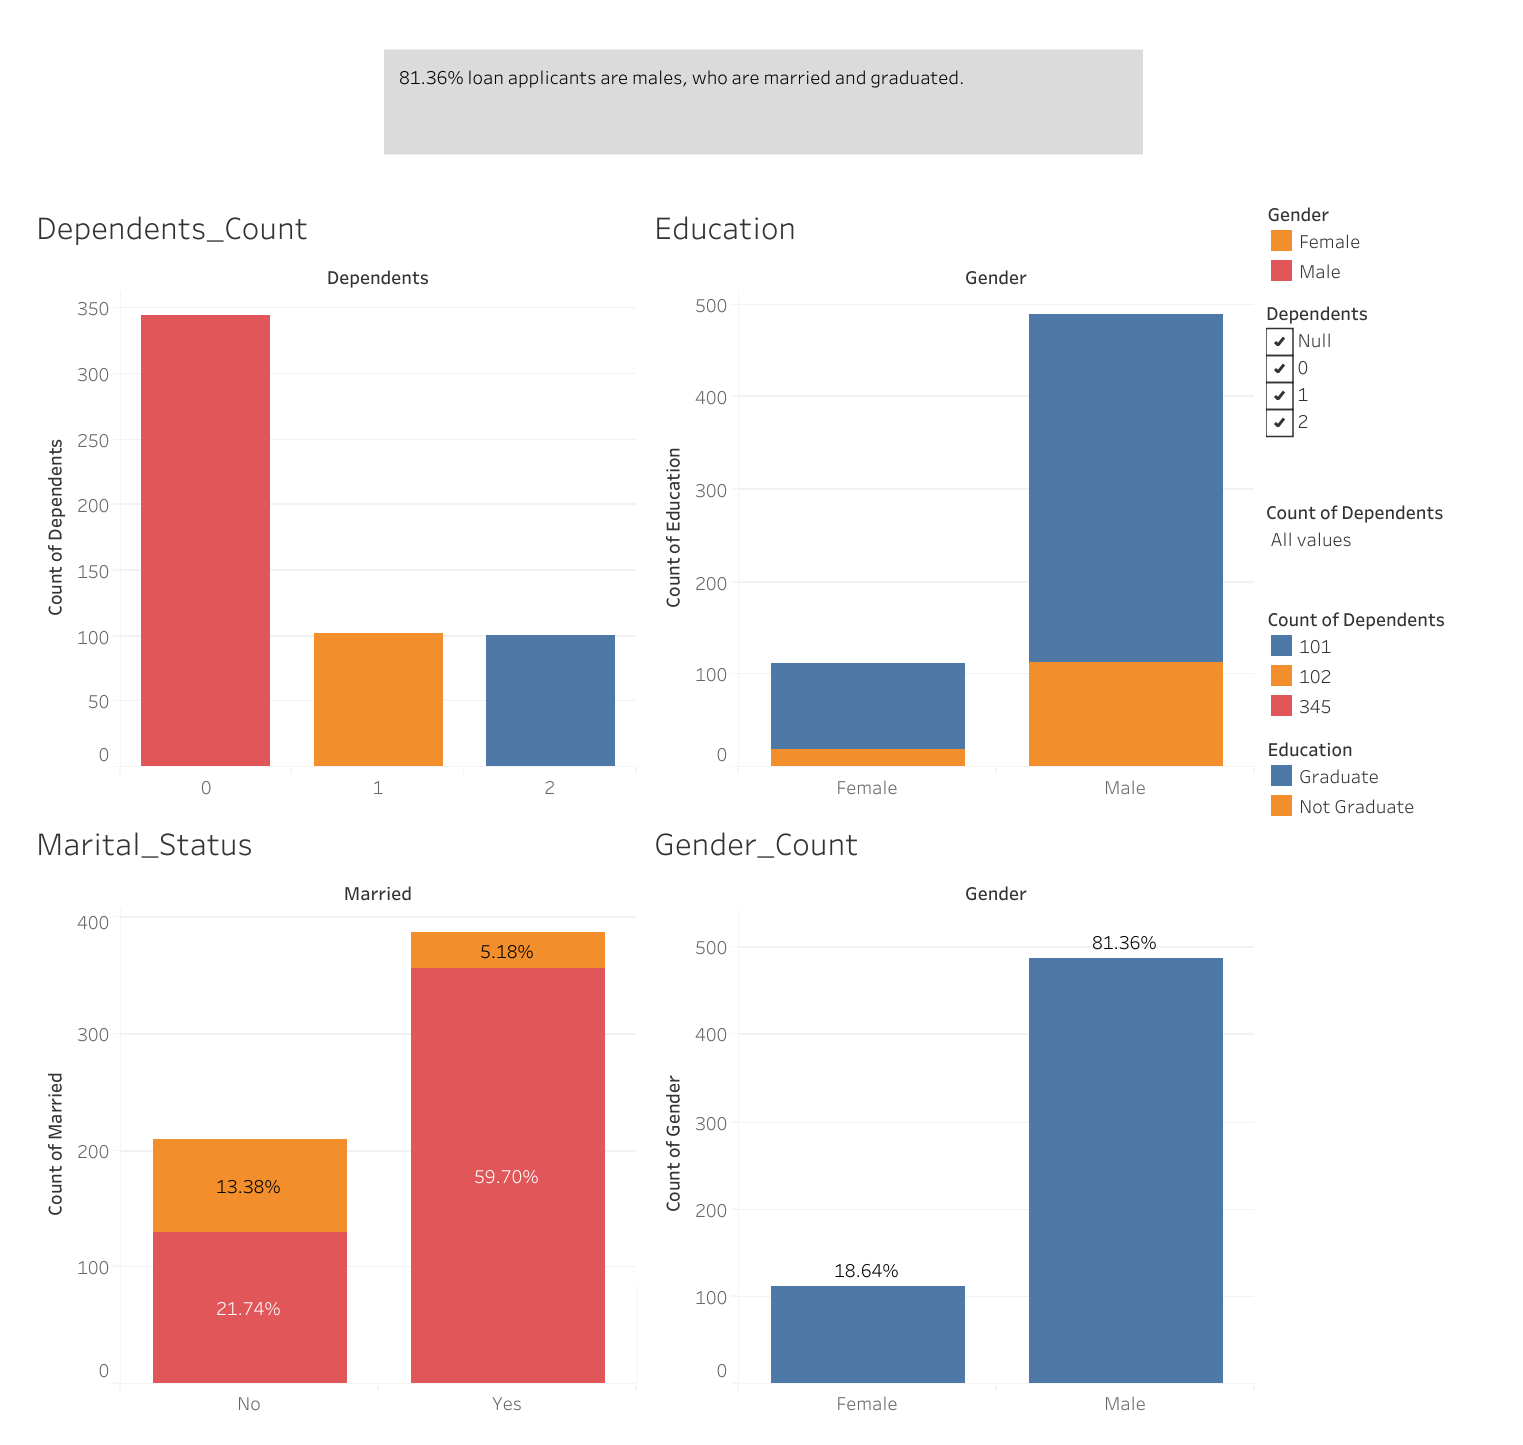 81.36% loan applicants are males, who are married and graduated.
Dependents_Count
Dependents
Count of Dependents
350
300
250
200
150
100
50
0
0 1 2
Education
Gender
Count of Education
500
400
300
200
100
0
Female Male
Gender
Female
Male
Dependents
Null
0
1
2
Count of Dependents
All values
Count of Dependents
101
102
345
Education
Graduate
Not Graduate
Marital_Status
Married
Count of Married
400
300
200
100
0
13.38%
21.74%
5.18%
59.70%
No Yes
Gender_Count
Gender
Count of Gender
500
400
300
200
100
0
18.64%
81.36%
Female Male